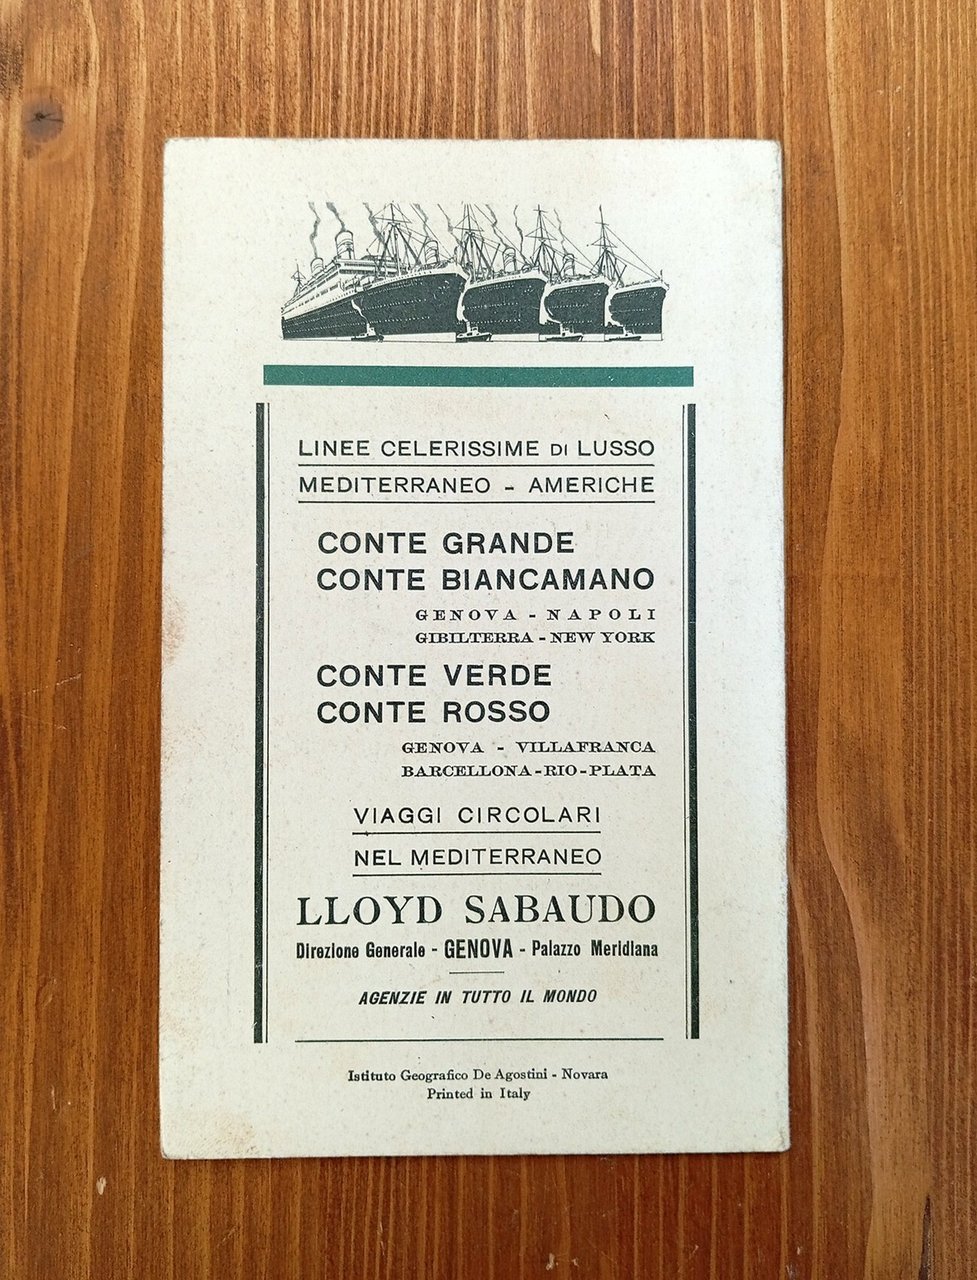 LINEE CELERISSIME DI LUSSO
MEDITERRANEO - AMERICHE
CONTE GRANDE
CONTE BIANCAMANO
GENOVA - NAPOLI
GIBILTERRA - NEW YORK
CONTE VERDE
CONTE ROSSO
GENOVA - VILLAFRANCA
BARCELLONA - RIO - PLATA
VIAGGI CIRCOLARI
NEL MEDITERRANEO
LLOYD SABAUDO
Direzione Generale - GENOVA - Palazzo Meridiana
AGENZIE IN TUTTO IL MONDO
Istituto Geografico De Agostini - Novara
Printed in Italy